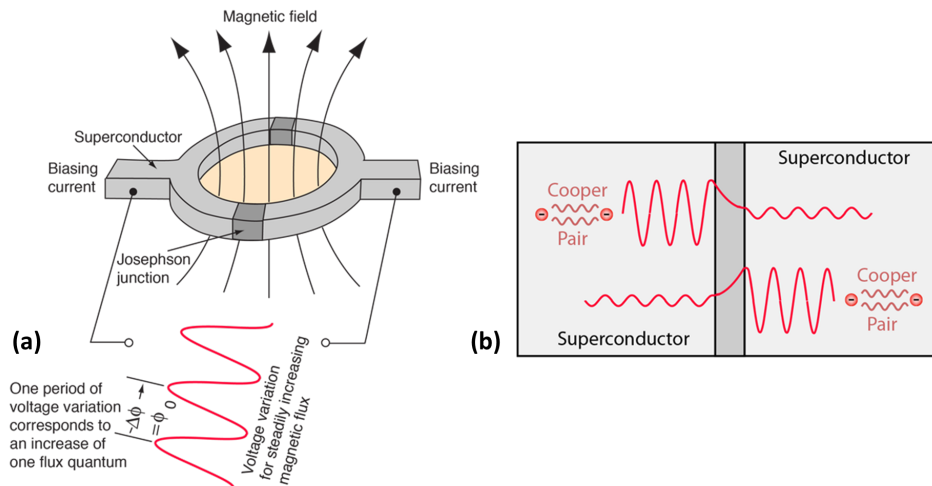 Magnetic field
Superconductor
Biasing
current
Biasing
current
Josephson
junction
(a)
One period of
voltage variation
corresponds to
an increase of
one flux quantum
-Δϕ
=ϕ0
Voltage variation
for steadily increasing
magnetic flux
(b)
Superconductor
Cooper
Pair
-
-
Cooper
Pair
-
-
Superconductor